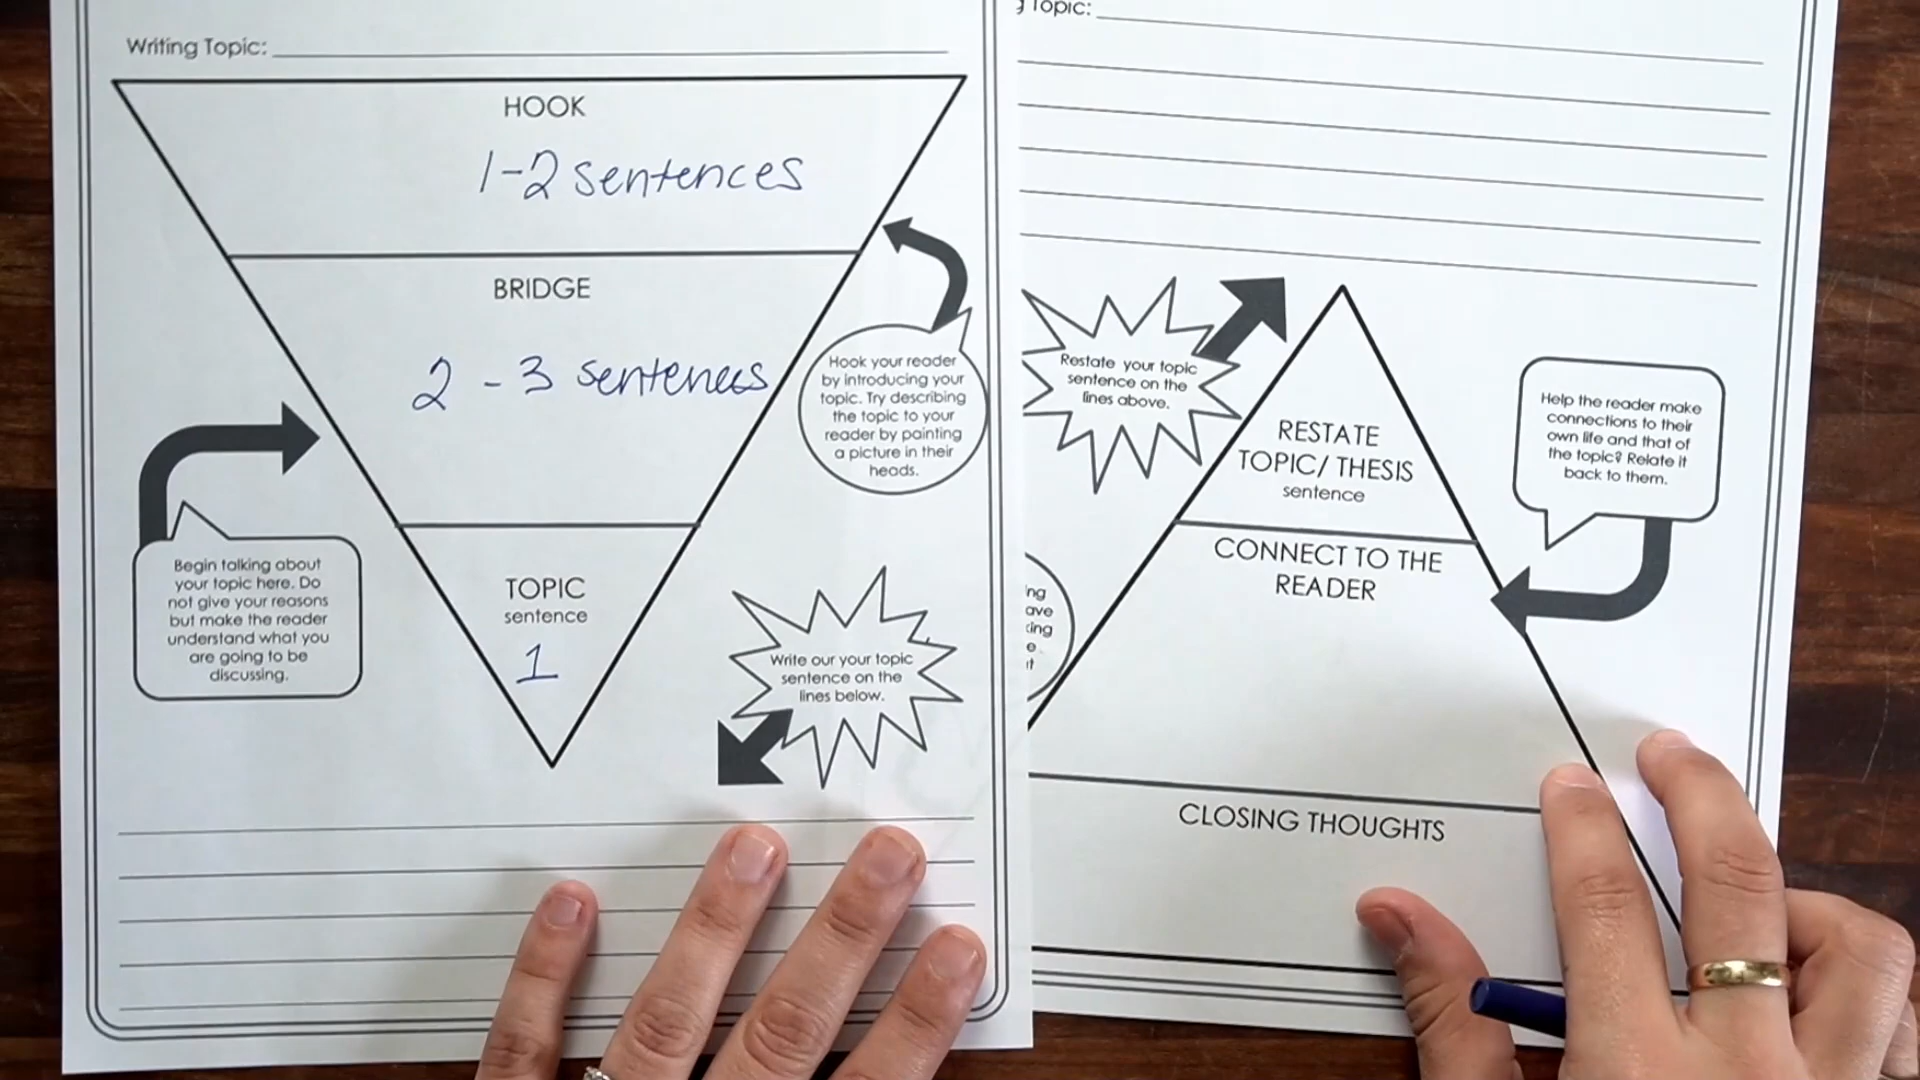 Writing Topic:
HOOK
1-2 sentences
BRIDGE
2 - 3 sentences
Hook your reader
by introducing your
topic. Try describing
the topic to your
reader by painting
a picture in their
heads.
Begin talking about
your topic here. Do
not give your reasons
but make the reader
understand what you
are going to be
discussing.
TOPIC
sentence
1
Write our your topic
sentence on the
lines below.
Topic:
Restate your topic
sentence on the
lines above.
RESTATE
TOPIC/ THESIS
sentence
Help the reader make
connections to their
own life and that of
the topic? Relate it
back to them.
CONNECT TO THE
READER
CLOSING THOUGHTS